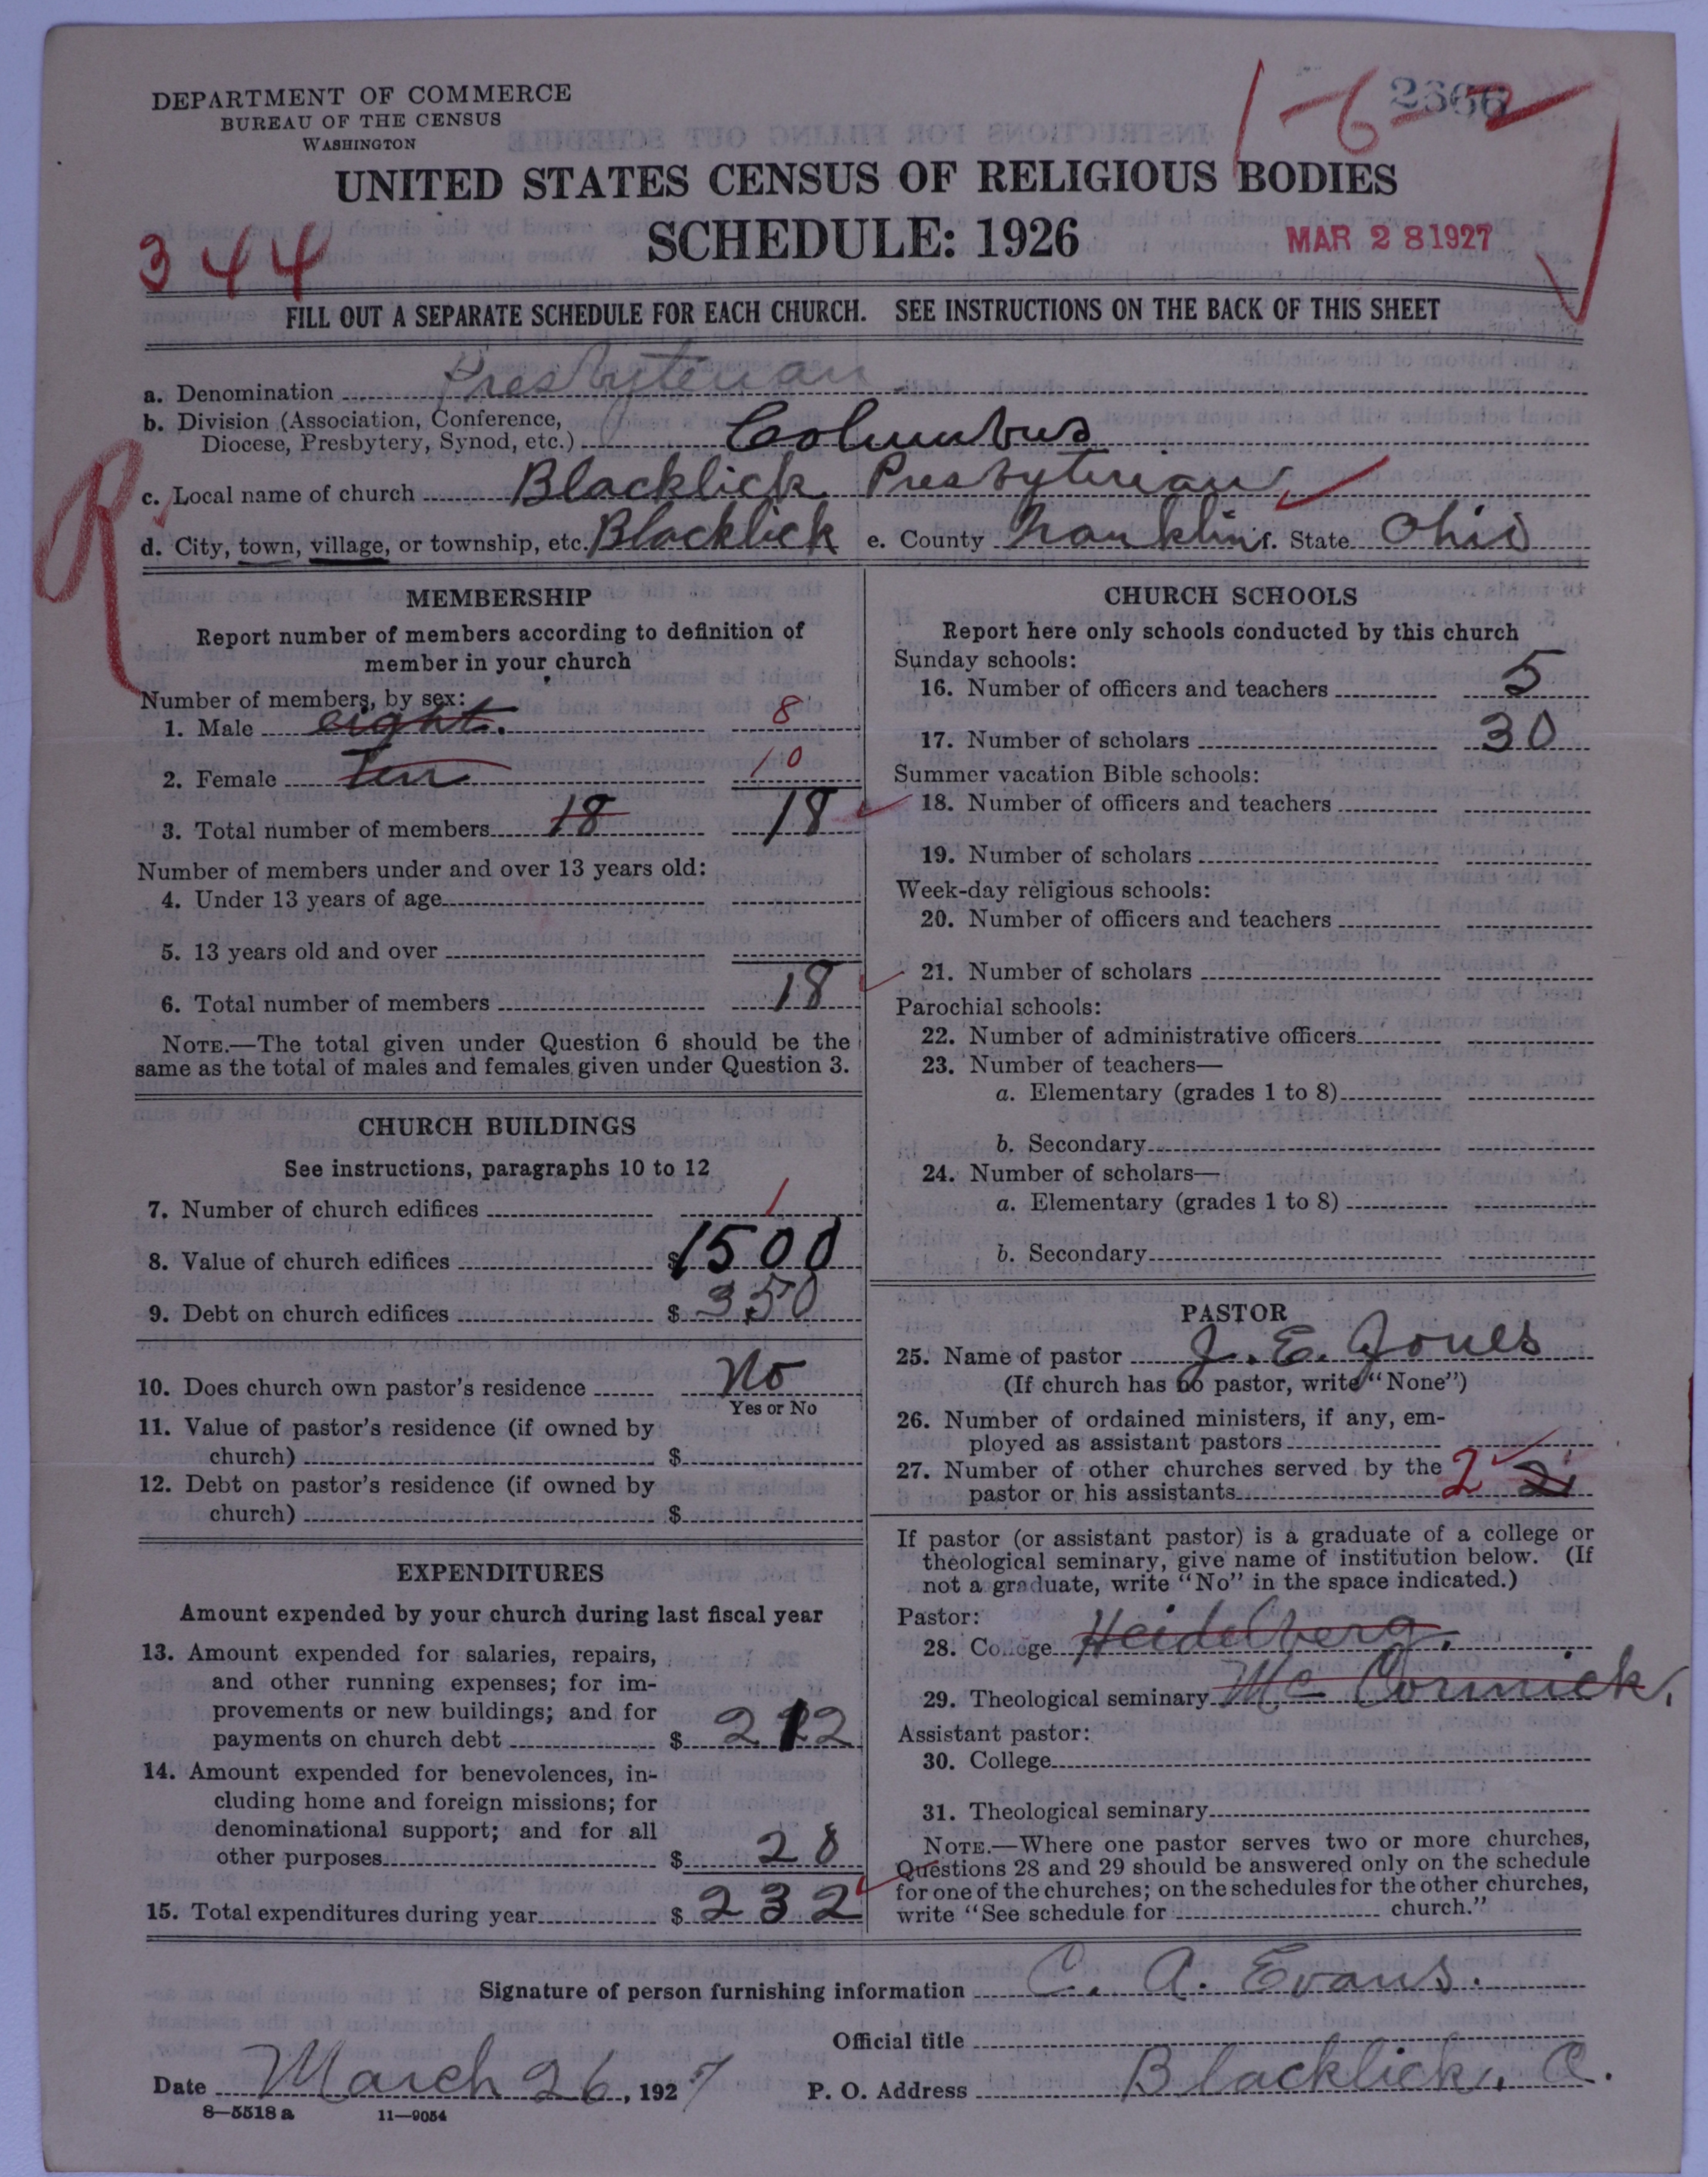 1-6-2
2366
DEPARTMENT OF COMMERCE
BUREAU OF THE CENSUS
WASHINGTON
UNITED STATES CENSUS OF RELIGIOUS BODIES
SCHEDULE: 1926
344
MAR 28 1927
FILL OUT A SEPARATE SCHEDULE FOR EACH CHURCH. SEE INSTRUCTIONS ON THE BACK OF THIS SHEET
a. Denomination Presbyterian
b. Division (Association, Conference,
Diocese, Presbytery, Synod, etc.) Columbus
c. Local name of church Blacklick Presbyterian
d. City, town, village, or township, etc. Blacklick e. County Franklin f. State Ohio
R
MEMBERSHIP
Report number of members according to definition of
member in your church
Number of members, by sex:
1. Male eight. 8
2. Female Ten 10
3. Total number of members 18 18
Number of members under and over 13 years old:
4. Under 13 years of age
5. 13 years old and over
6. Total number of members 18
NOTE.—The total given under Question 6 should be the
same as the total of males and females given under Question 3.
CHURCH BUILDINGS
See instructions, paragraphs 10 to 12
7. Number of church edifices 1
8. Value of church edifices $1500
9. Debt on church edifices $ 350
10. Does church own pastor's residence No
Yes or No
11. Value of pastor's residence (if owned by
church) $
12. Debt on pastor's residence (if owned by
church) $
EXPENDITURES
Amount expended by your church during last fiscal year
13. Amount expended for salaries, repairs,
and other running expenses; for im-
provements or new buildings; and for
payments on church debt $ 212
14. Amount expended for benevolences, in-
cluding home and foreign missions; for
denominational support; and for all
other purposes $ 20
15. Total expenditures during year $ 232
CHURCH SCHOOLS
Report here only schools conducted by this church
Sunday schools:
16. Number of officers and teachers 5
17. Number of scholars 30
Summer vacation Bible schools:
18. Number of officers and teachers
19. Number of scholars
Week-day religious schools:
20. Number of officers and teachers
21. Number of scholars
Parochial schools:
22. Number of administrative officers
23. Number of teachers—
a. Elementary (grades 1 to 8)
b. Secondary
24. Number of scholars—
a. Elementary (grades 1 to 8)
b. Secondary
PASTOR
25. Name of pastor J. E. Jones
(If church has no pastor, write "None")
26. Number of ordained ministers, if any, em-
ployed as assistant pastors
27. Number of other churches served by the
pastor or his assistants 2 2
If pastor (or assistant pastor) is a graduate of a college or
theological seminary, give name of institution below. (If
not a graduate, write "No" in the space indicated.)
Pastor:
28. College Heidelberg.
29. Theological seminary Mc Cormick.
Assistant pastor:
30. College
31. Theological seminary
NOTE.—Where one pastor serves two or more churches,
Questions 28 and 29 should be answered only on the schedule
for one of the churches; on the schedules for the other churches,
write "See schedule for church."
Signature of person furnishing information C. A. Evans.
Official title
Date March 26, 1927 P. O. Address Blacklick, O.
8—5518 a 11—9054